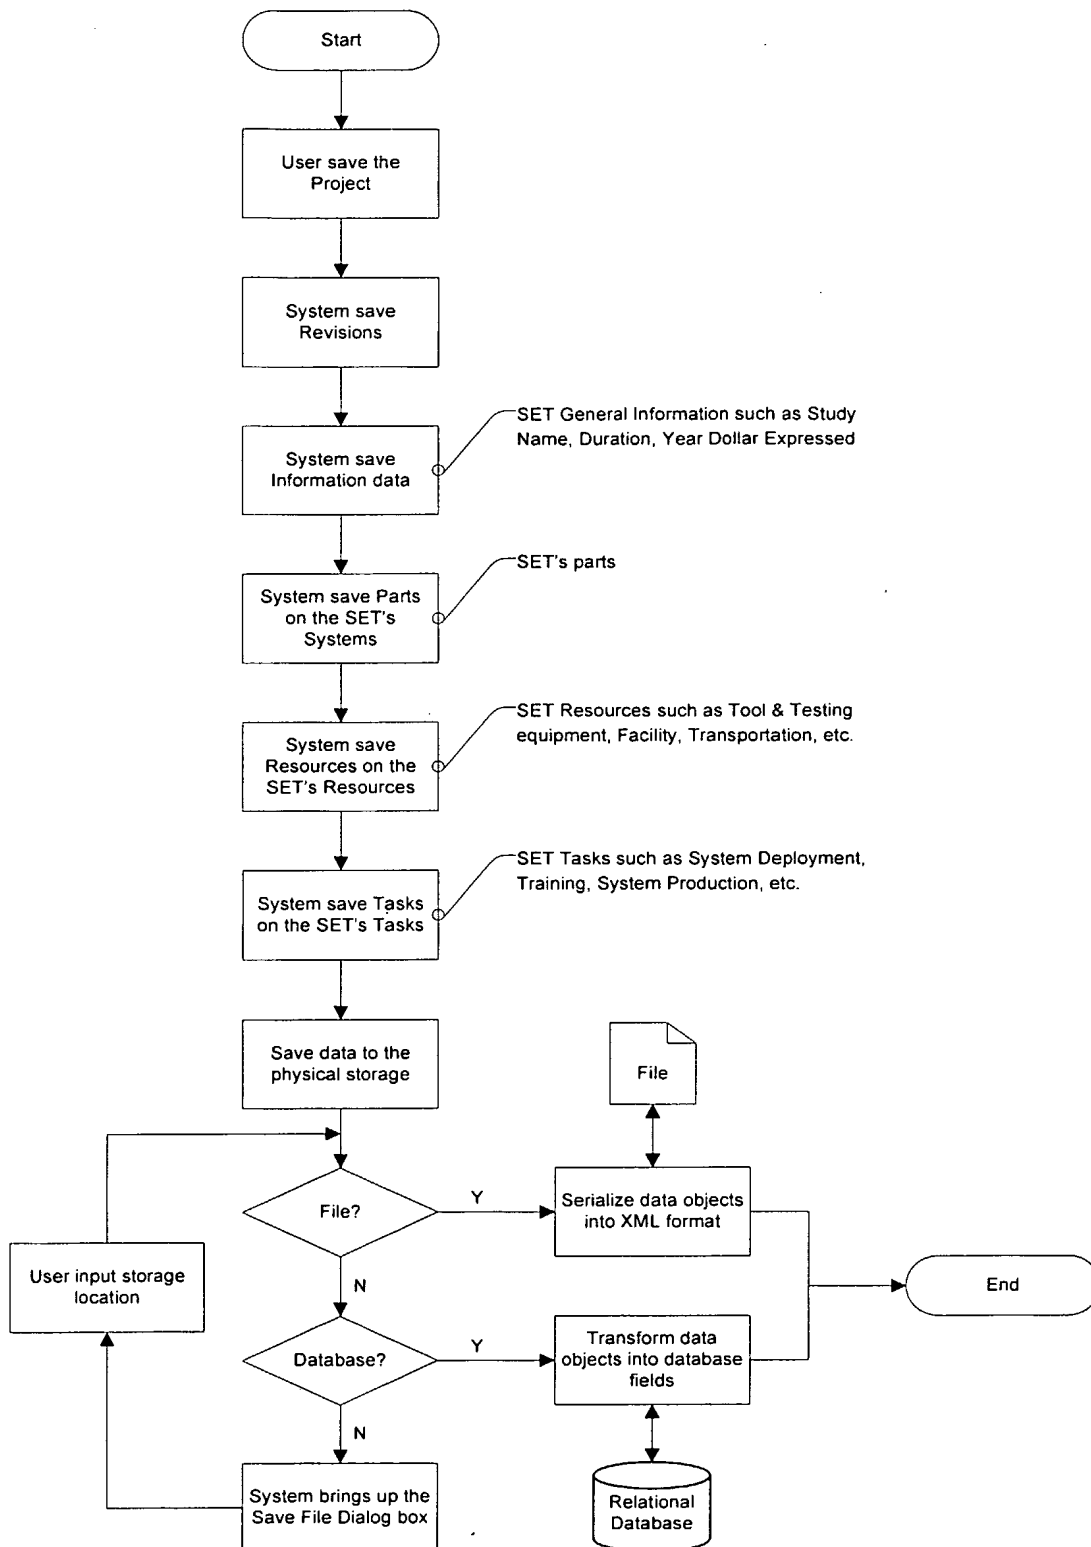 Start
User save the
Project
System save
Revisions
System save
Information data
SET General Information such as Study
Name, Duration, Year Dollar Expressed
System save Parts
on the SET's
Systems
SET's parts
System save
Resources on the
SET's Resources
SET Resources such as Tool & Testing
equipment, Facility, Transportation, etc.
System save Tasks
on the SET's Tasks
SET Tasks such as System Deployment,
Training, System Production, etc.
Save data to the
physical storage
File
File?
Y
Serialize data objects
into XML format
User input storage
location
N
End
Database?
Y
Transform data
objects into database
fields
N
System brings up the
Save File Dialog box
Relational
Database